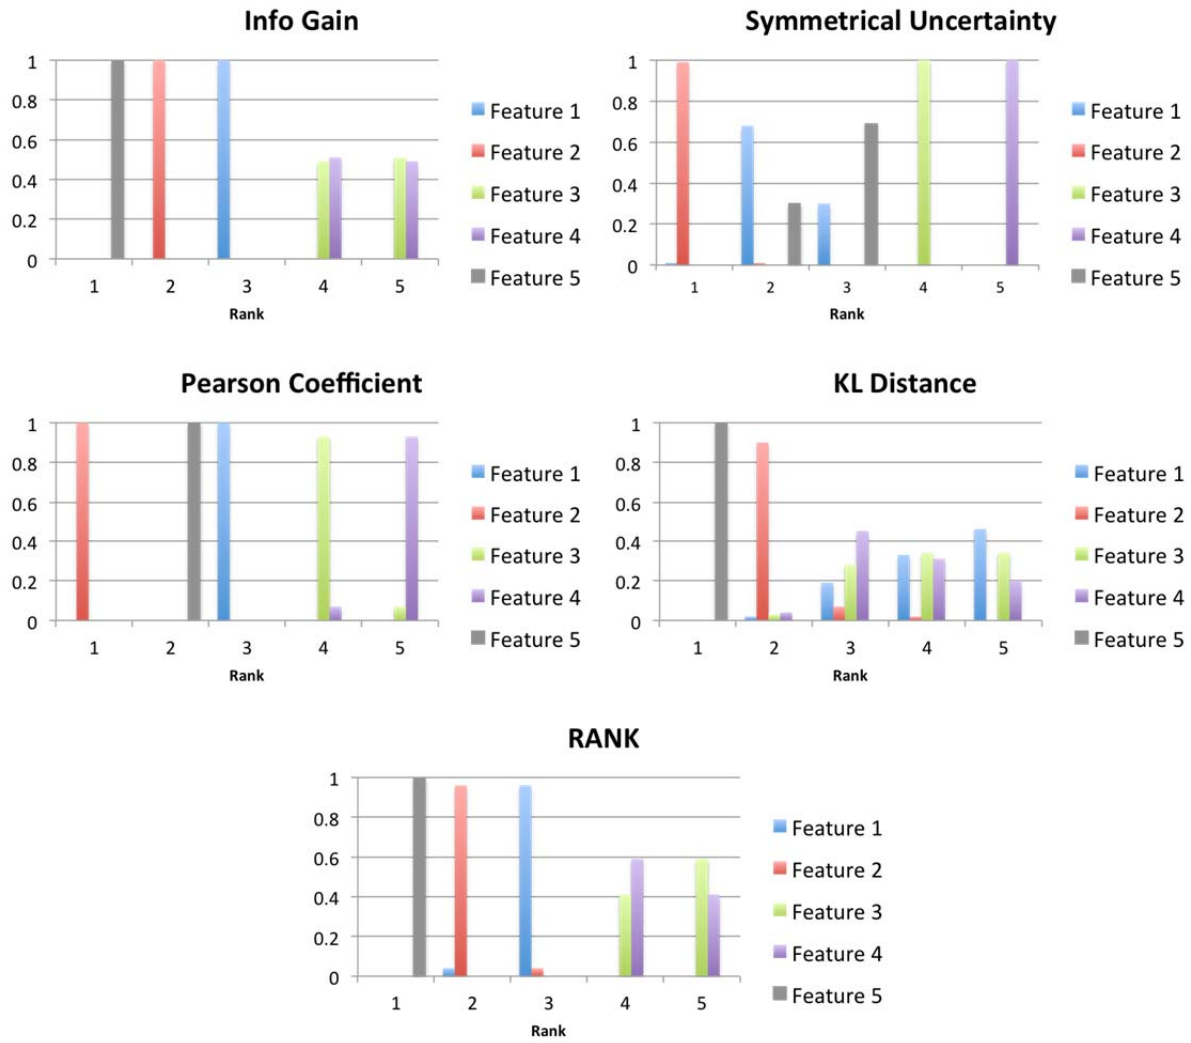 Info Gain
1
0.8
0.6
0.4
0.2
0
1 2 3 4 5
Rank
Feature 1
Feature 2
Feature 3
Feature 4
Feature 5
Symmetrical Uncertainty
1
0.8
0.6
0.4
0.2
0
1 2 3 4 5
Rank
Feature 1
Feature 2
Feature 3
Feature 4
Feature 5
Pearson Coefficient
1
0.8
0.6
0.4
0.2
0
1 2 3 4 5
Rank
Feature 1
Feature 2
Feature 3
Feature 4
Feature 5
KL Distance
1
0.8
0.6
0.4
0.2
0
1 2 3 4 5
Rank
Feature 1
Feature 2
Feature 3
Feature 4
Feature 5
RANK
1
0.8
0.6
0.4
0.2
0
1 2 3 4 5
Rank
Feature 1
Feature 2
Feature 3
Feature 4
Feature 5